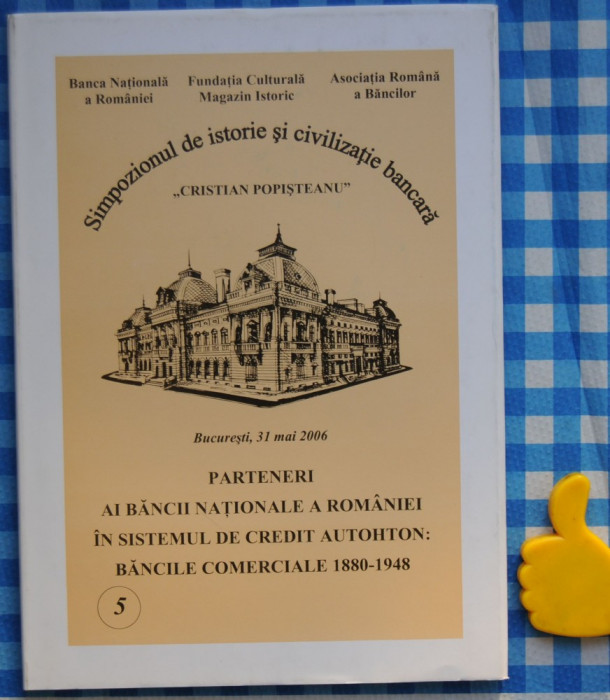 Banca Națională
a României
Fundația Culturală
Magazin Istoric
Asociația Română
a Băncilor
Simpozionul de istorie și civilizație bancară
„CRISTIAN POPIȘTEANU”
București, 31 mai 2006
PARTENERI
AI BĂNCII NAȚIONALE A ROMÂNIEI
ÎN SISTEMUL DE CREDIT AUTOHTON:
BĂNCILE COMERCIALE 1880-1948
5